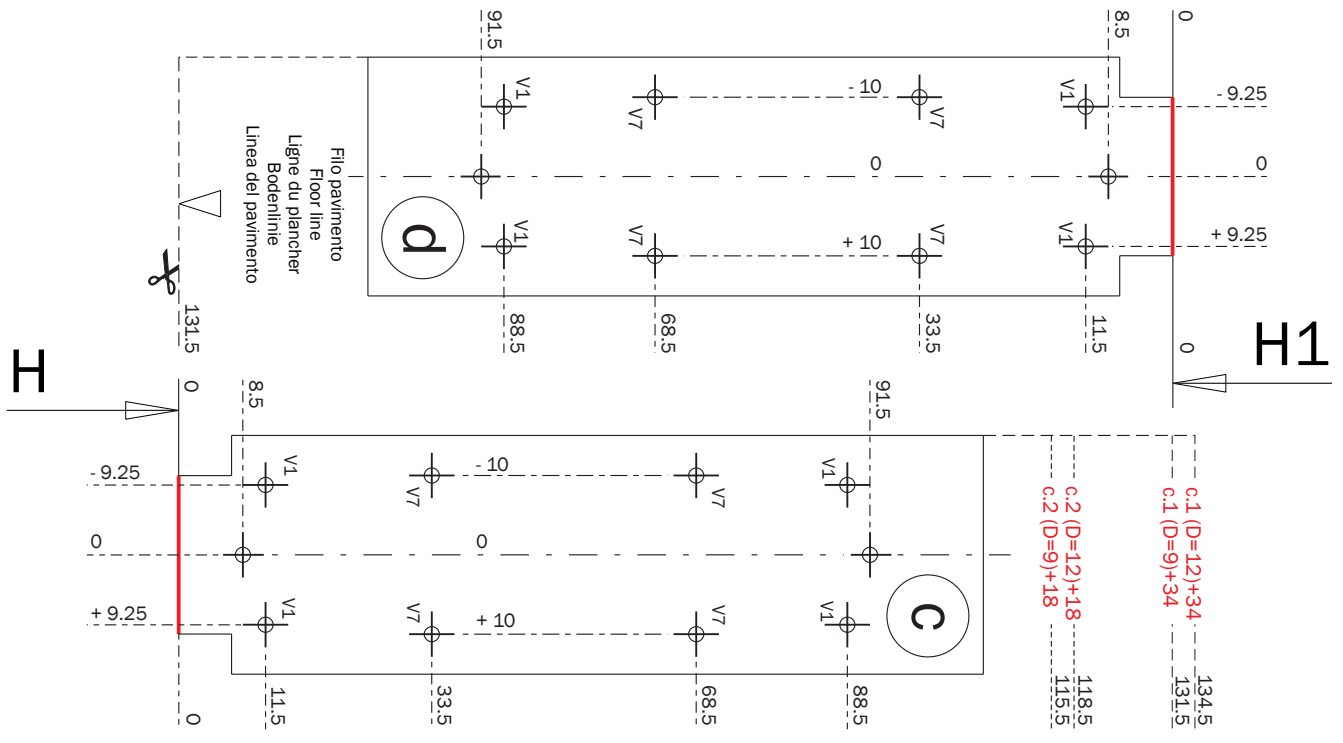 91.5
8.5
0
V1
V7
- 10
V7
V1
- 9.25
0
0
Filo pavimento
Floor line
Ligne du plancher
Bodenlinie
Linea del pavimento
d
V1
V7
+ 10
V7
V1
+ 9.25
131.5
88.5
68.5
33.5
11.5
0
H
H1
0
8.5
91.5
- 9.25
V1
V7
- 10
V7
V1
0
0
c.2 (D=9)+18
c.2 (D=12)+18
c.1 (D=9)+34
c.1 (D=12)+34
+ 9.25
V1
V7
+ 10
V7
V1
c
0
11.5
33.5
68.5
88.5
115.5
118.5
131.5
134.5